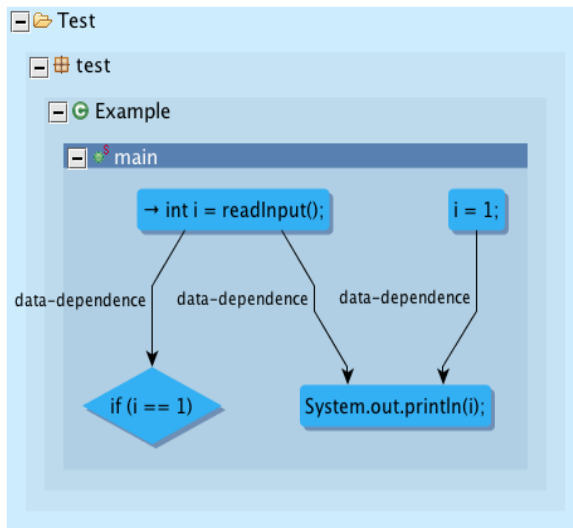 Test
test
Example
main
→ int i = readInput();
i = 1;
data-dependence
data-dependence
data-dependence
if (i == 1)
System.out.println(i);